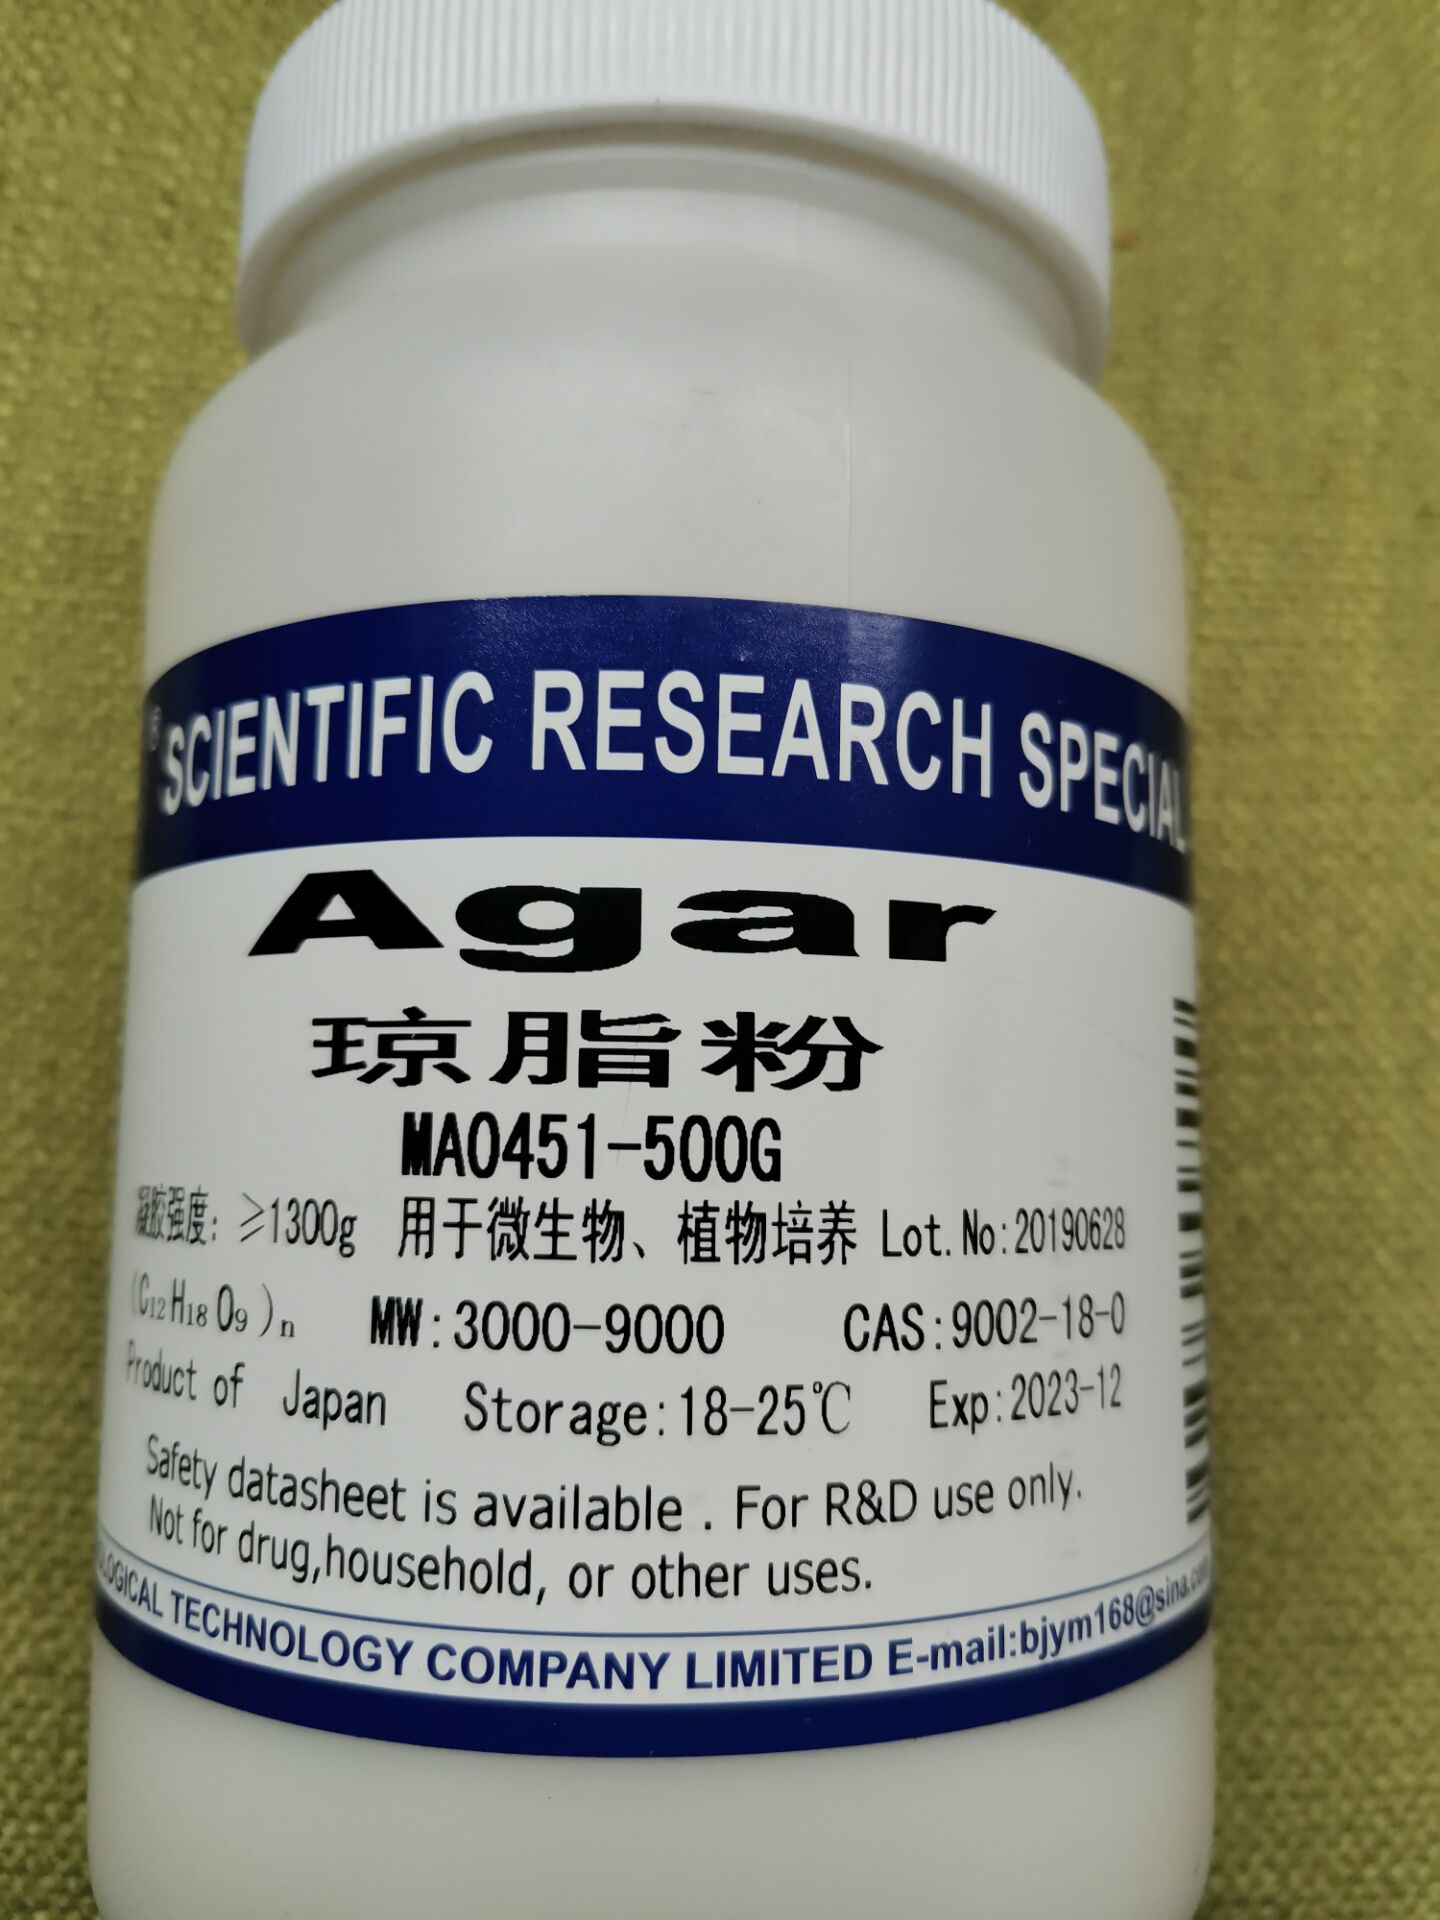 ® SCIENTIFIC RESEARCH SPECIAL
Agar
琼脂粉
MA0451-500G
凝胶强度：≥1300g 用于微生物、植物培养 Lot.No:20190628
(C12H18O9)n MW:3000-9000 CAS:9002-18-0
Product of Japan Storage:18-25℃ Exp:2023-12
Safety datasheet is available . For R&D use only.
Not for drug,household, or other uses.
TECHNOLOGY COMPANY LIMITED E-mail:bjym168@sina.com